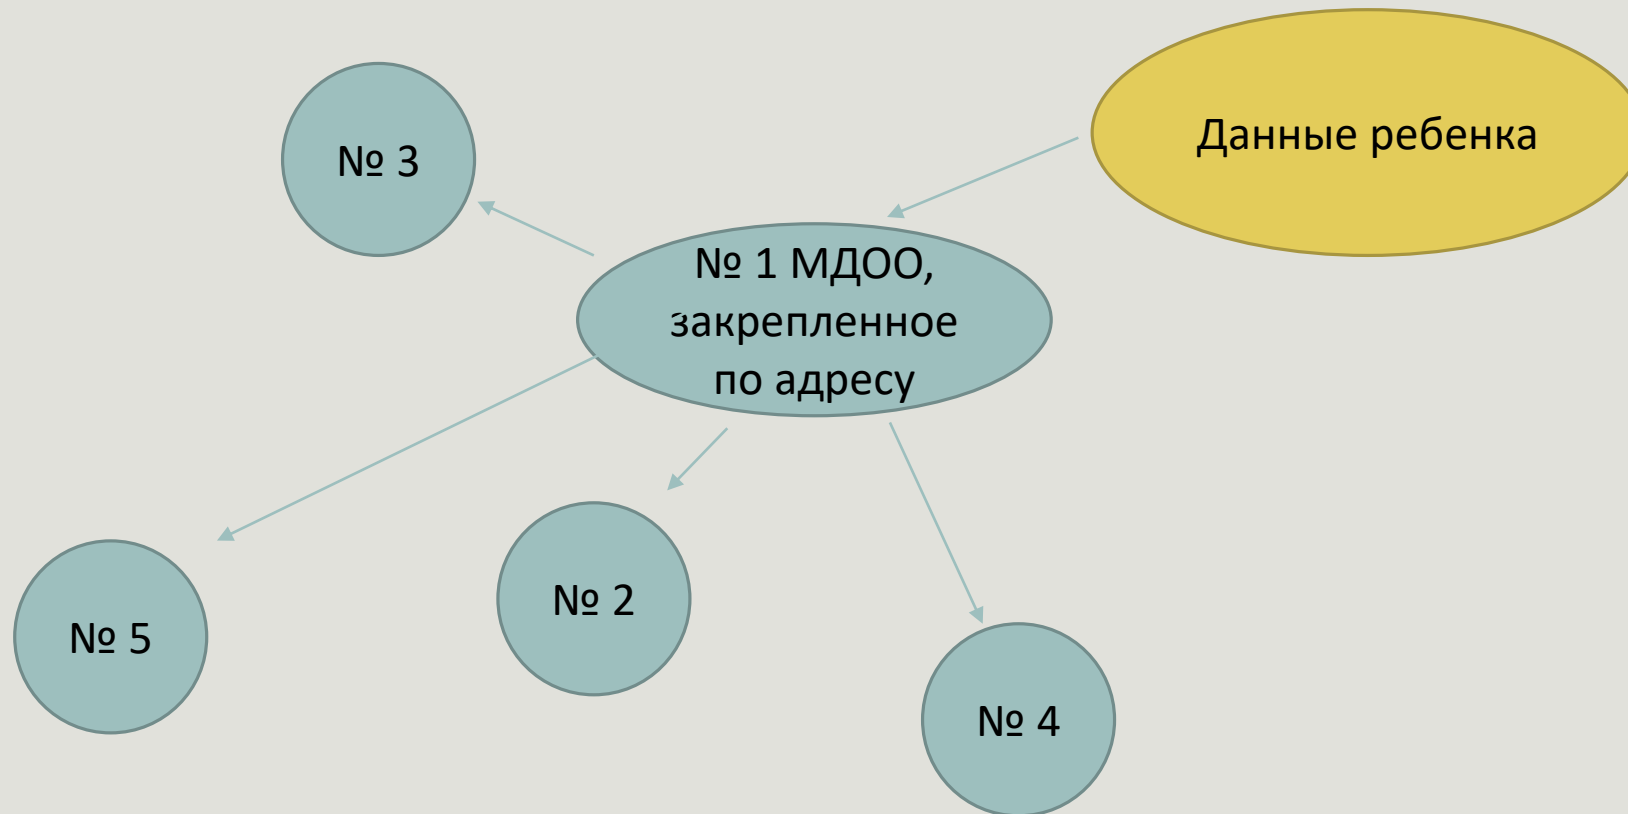 Данные ребенка
№ 3
№ 1 МДОО,
закрепленное
по адресу
№ 2
№ 5
№ 4